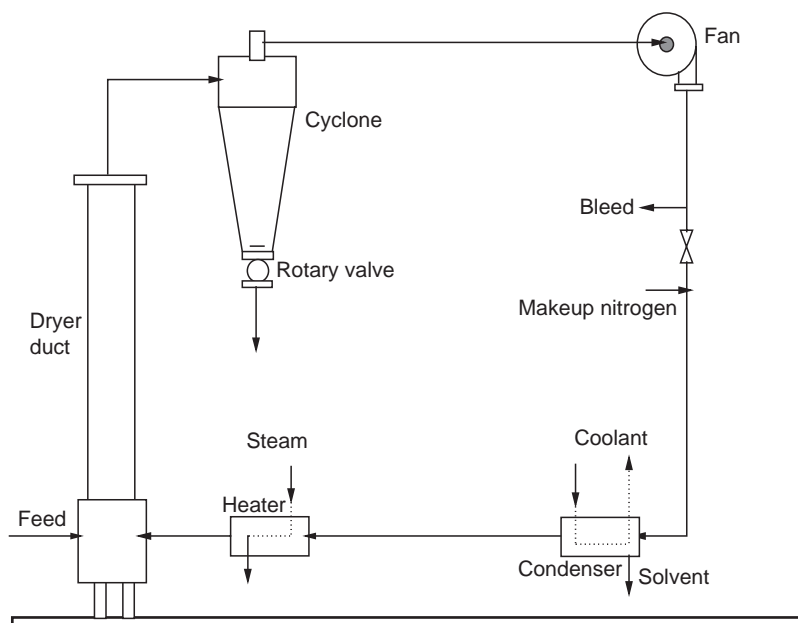 Fan
Cyclone
Bleed
Rotary valve
Makeup nitrogen
Dryer
duct
Steam
Coolant
Heater
Feed
Condenser
Solvent